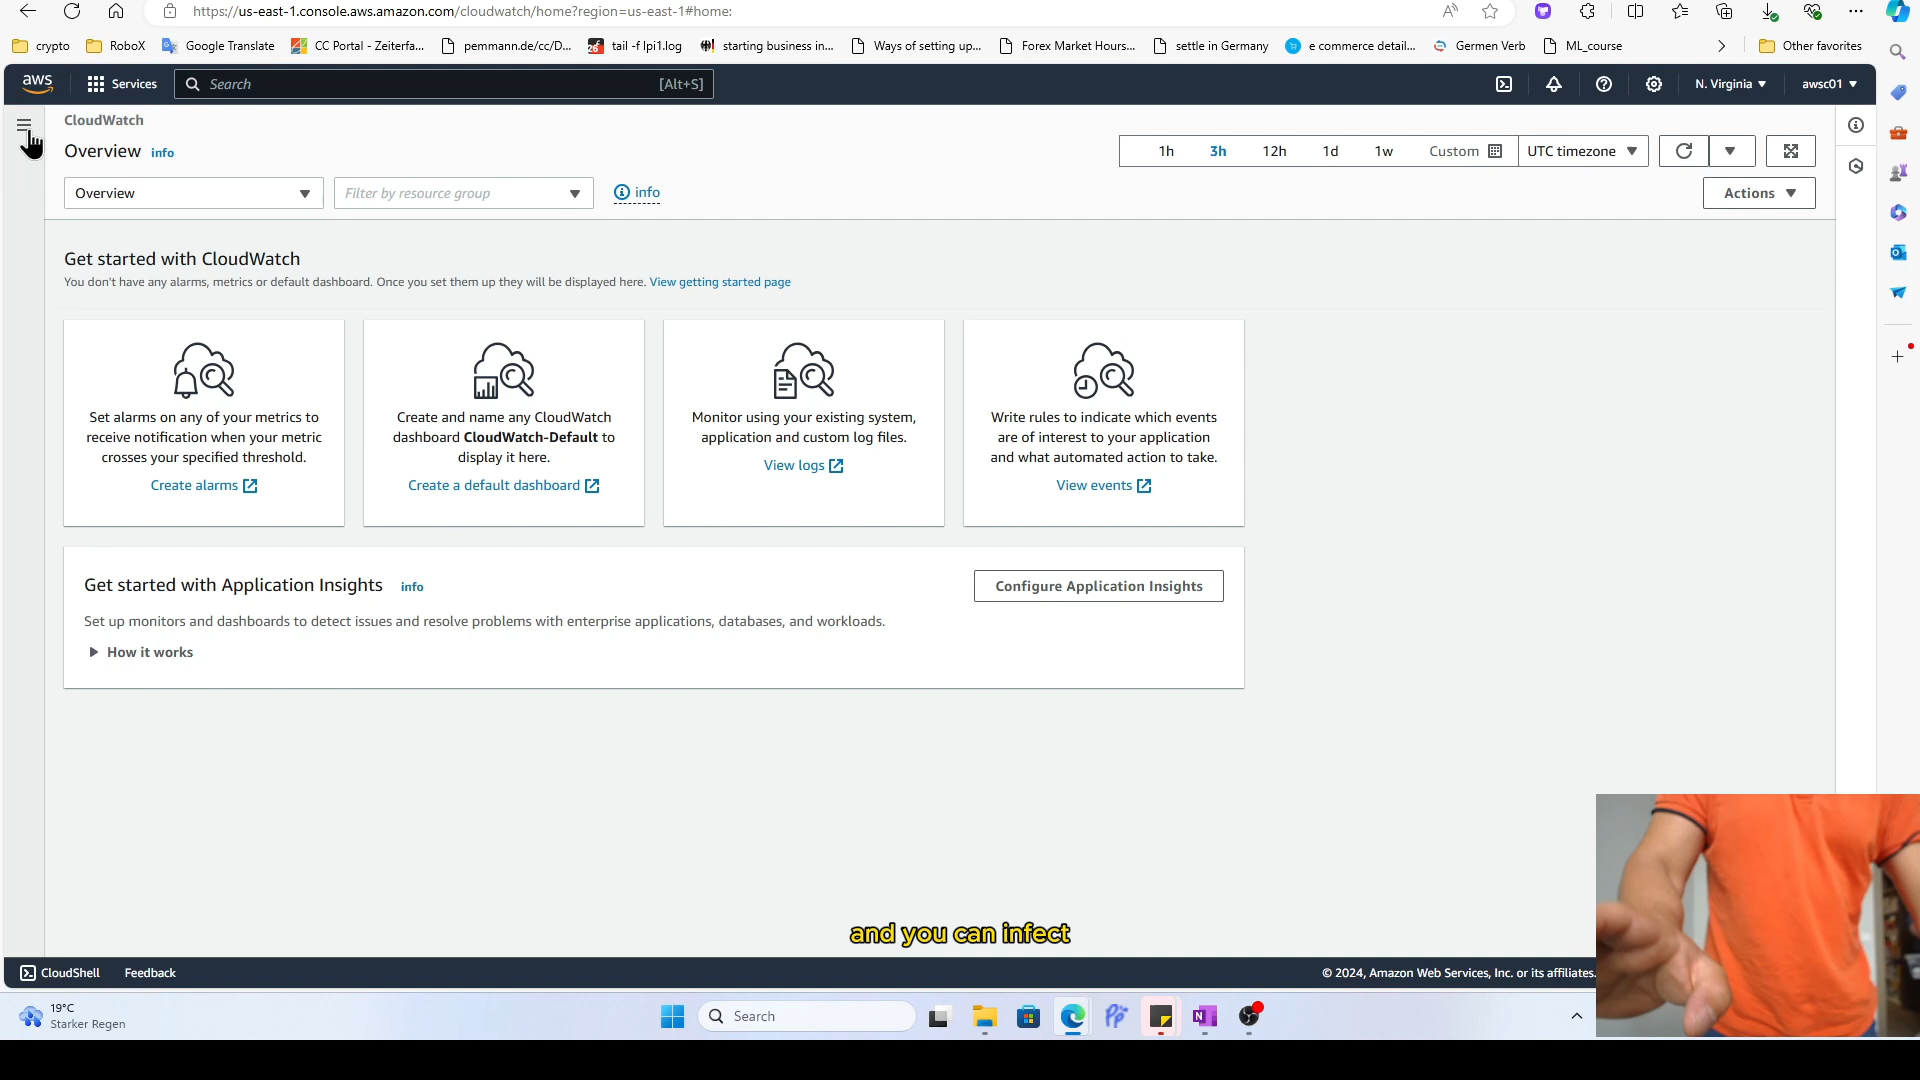 https://us-east-1.console.aws.amazon.com/cloudwatch/home?region=us-east-1#home:
crypto RoboX Google Translate CC Portal - Zeiterfa... pemmann.de/cc/D... tail -f lpi1.log starting business in... Ways of setting up... Forex Market Hours... settle in Germany e commerce detail... Germen Verb ML_course Other favorites
aws Services Search [Alt+S] N. Virginia awsc01
CloudWatch
Overview info
1h 3h 12h 1d 1w Custom UTC timezone
Overview Filter by resource group info Actions
Get started with CloudWatch
You don't have any alarms, metrics or default dashboard. Once you set them up they will be displayed here. View getting started page
Set alarms on any of your metrics to
receive notification when your metric
crosses your specified threshold.
Create alarms
Create and name any CloudWatch
dashboard CloudWatch-Default to
display it here.
Create a default dashboard
Monitor using your existing system,
application and custom log files.
View logs
Write rules to indicate which events
are of interest to your application
and what automated action to take.
View events
Get started with Application Insights info
Configure Application Insights
Set up monitors and dashboards to detect issues and resolve problems with enterprise applications, databases, and workloads.
How it works
and you can infect
CloudShell Feedback © 2024, Amazon Web Services, Inc. or its affiliates.
19°C
Starker Regen
Search